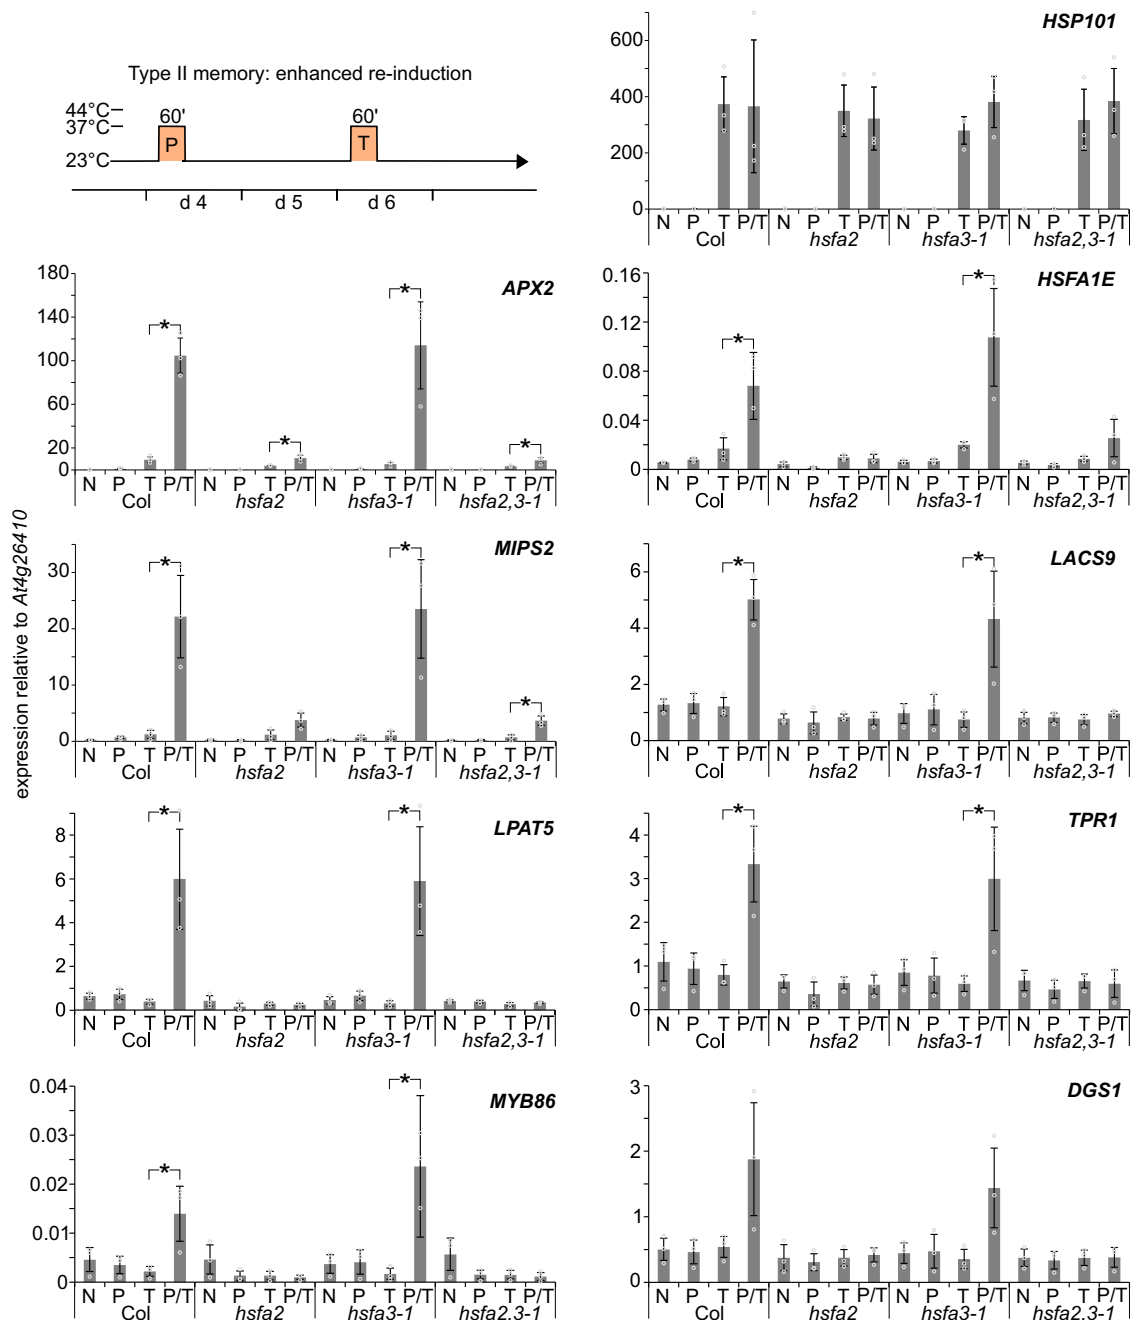 Type II memory: enhanced re-induction
44°C
37°C
23°C
60'
60'
P
T
d 4
d 5
d 6
HSP101
600
400
200
0
N P T P/T N P T P/T N P T P/T N P T P/T
Col hsfa2 hsfa3-1 hsfa2,3-1
expression relative to At4g26410
APX2
180
140
100
60
20
0
* * * *
N P T P/T N P T P/T N P T P/T N P T P/T
Col hsfa2 hsfa3-1 hsfa2,3-1
HSFA1E
0.16
0.12
0.08
0.04
0
* *
N P T P/T N P T P/T N P T P/T N P T P/T
Col hsfa2 hsfa3-1 hsfa2,3-1
MIPS2
30
20
10
0
* * *
N P T P/T N P T P/T N P T P/T N P T P/T
Col hsfa2 hsfa3-1 hsfa2,3-1
LACS9
6
4
2
0
* *
N P T P/T N P T P/T N P T P/T N P T P/T
Col hsfa2 hsfa3-1 hsfa2,3-1
LPAT5
8
6
4
2
0
* *
N P T P/T N P T P/T N P T P/T N P T P/T
Col hsfa2 hsfa3-1 hsfa2,3-1
TPR1
4
3
2
1
0
* *
N P T P/T N P T P/T N P T P/T N P T P/T
Col hsfa2 hsfa3-1 hsfa2,3-1
MYB86
0.04
0.03
0.02
0.01
0
* *
N P T P/T N P T P/T N P T P/T N P T P/T
Col hsfa2 hsfa3-1 hsfa2,3-1
DGS1
3
2
1
0
N P T P/T N P T P/T N P T P/T N P T P/T
Col hsfa2 hsfa3-1 hsfa2,3-1